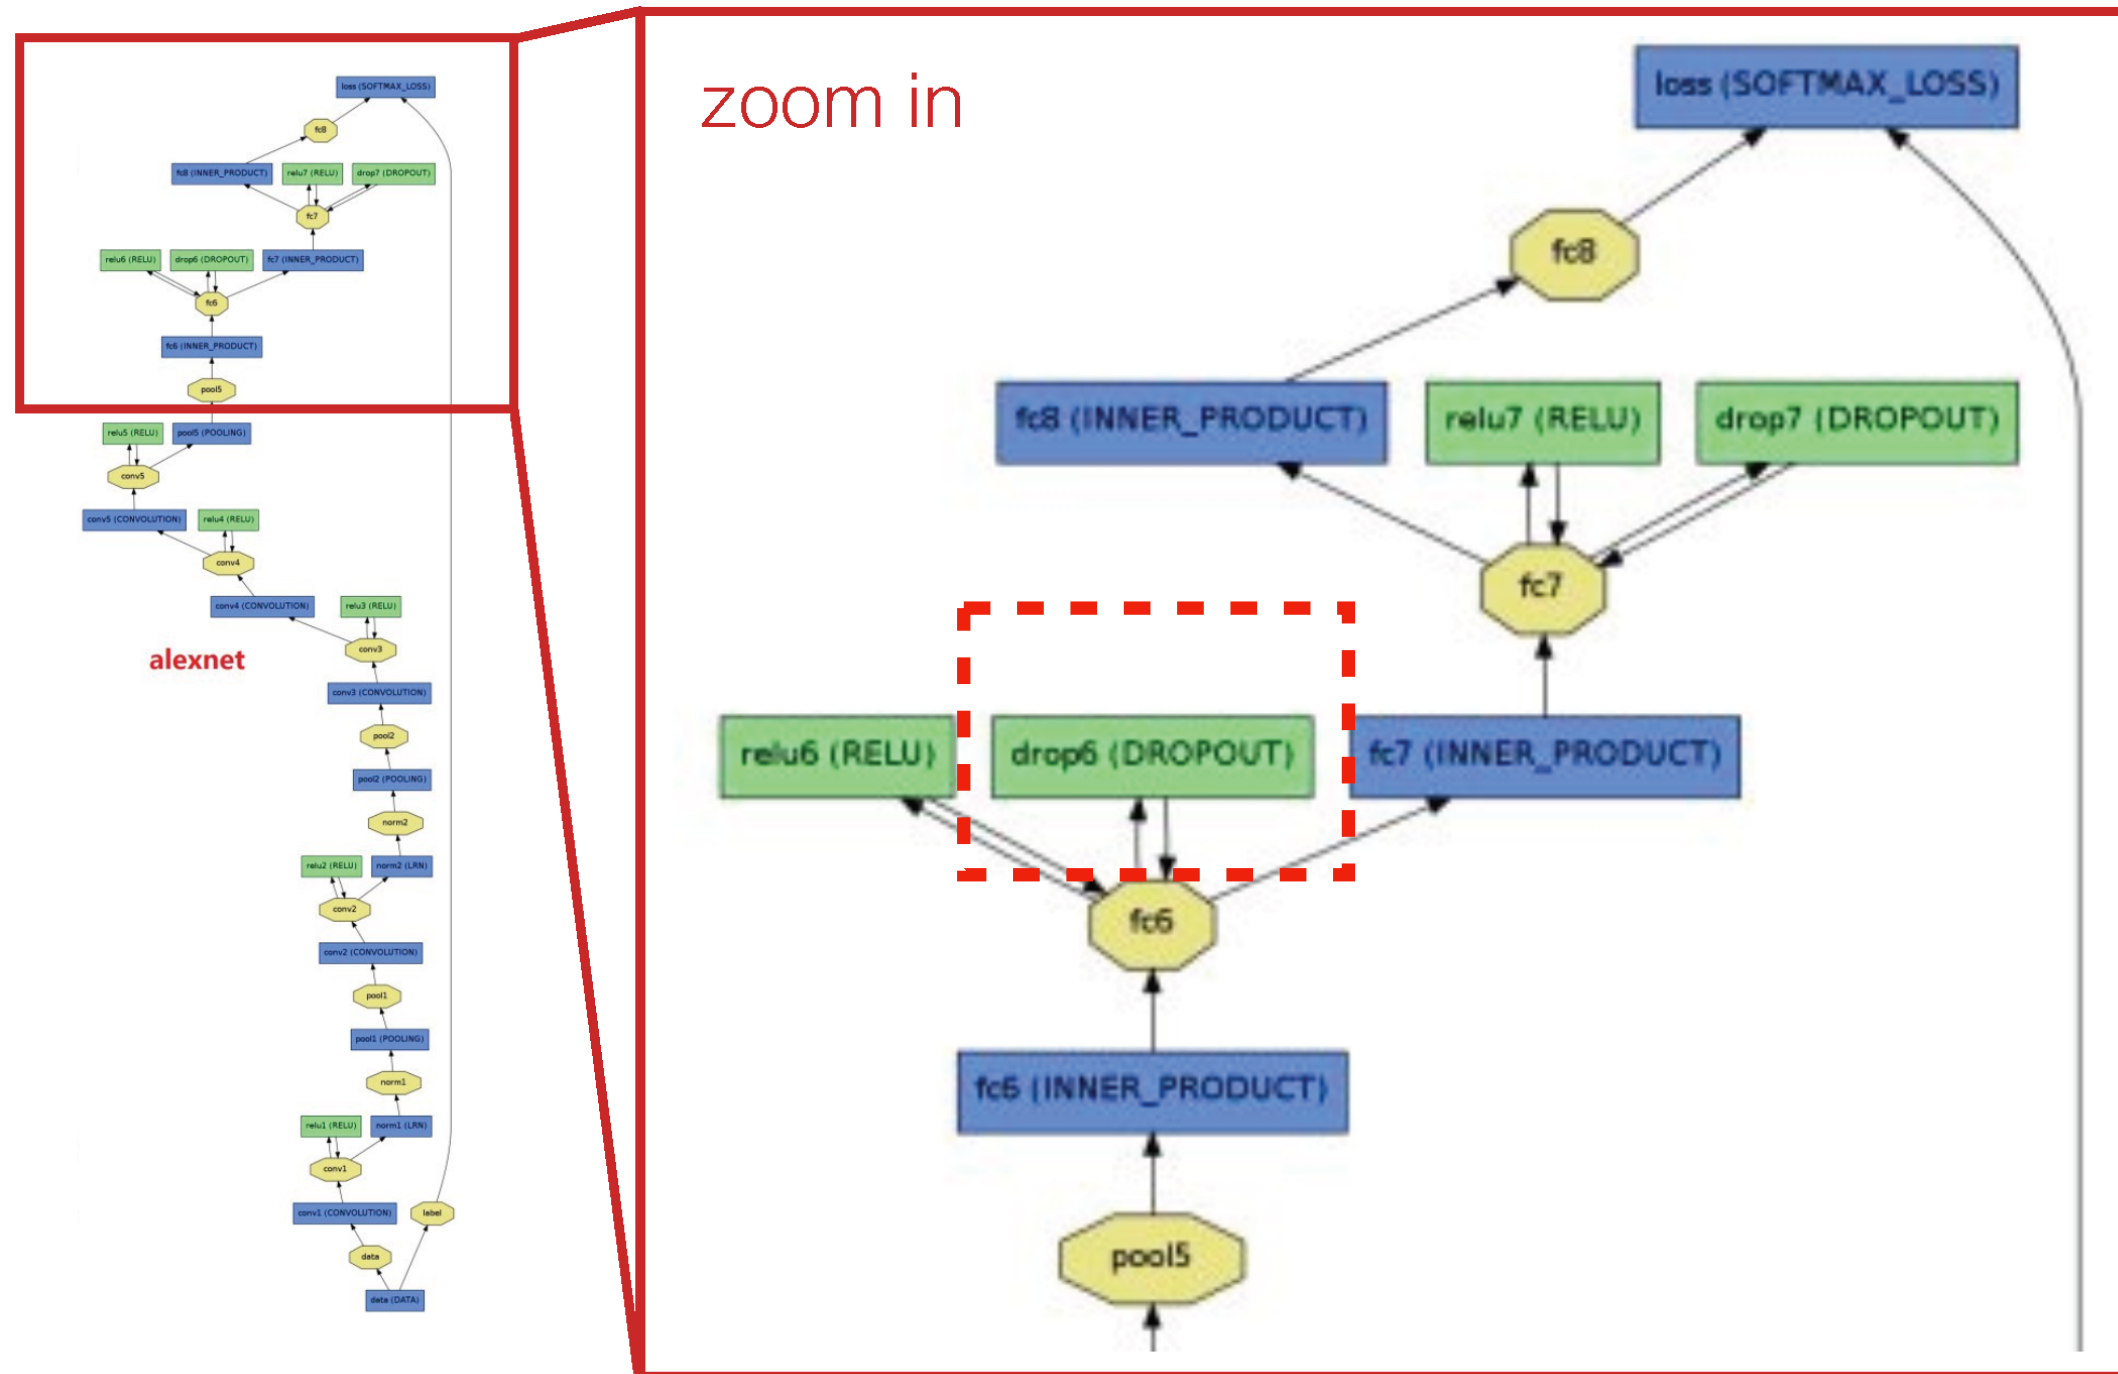 loss (SOFTMAX_LOSS)
fc8
fc8 (INNER_PRODUCT) relu7 (RELU) drop7 (DROPOUT)
fc7
relu6 (RELU) drop6 (DROPOUT) fc7 (INNER_PRODUCT)
fc6
fc6 (INNER_PRODUCT)
pool5
relu5 (RELU) pool5 (POOLING)
conv5
conv5 (CONVOLUTION) relu4 (RELU)
conv4
conv4 (CONVOLUTION) relu3 (RELU)
conv3
alexnet
conv3 (CONVOLUTION)
pool2
pool2 (POOLING)
norm2
relu2 (RELU) norm2 (LRN)
conv2
conv2 (CONVOLUTION)
pool1
pool1 (POOLING)
norm1
relu1 (RELU) norm1 (LRN)
conv1
conv1 (CONVOLUTION) label
data
data (DATA)
zoom in
loss (SOFTMAX_LOSS)
fc8
fc8 (INNER_PRODUCT) relu7 (RELU) drop7 (DROPOUT)
fc7
relu6 (RELU) drop6 (DROPOUT) fc7 (INNER_PRODUCT)
fc6
fc6 (INNER_PRODUCT)
pool5